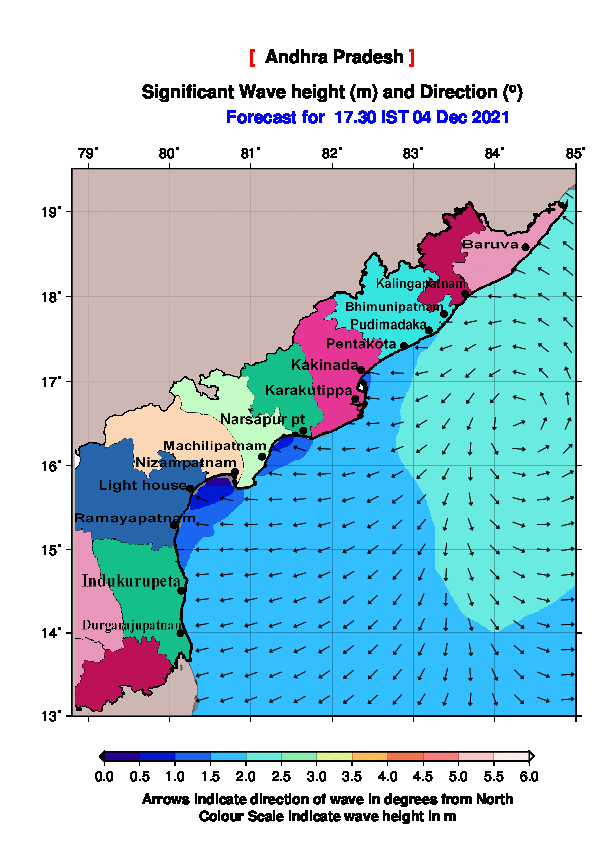 [ Andhra Pradesh ]
Significant Wave height (m) and Direction (º)
Forecast for 17.30 IST 04 Dec 2021
79˚ 80˚ 81˚ 82˚ 83˚ 84˚ 85˚
19˚
Baruva
Kalingapatnam
18˚
Bhimunipatnam
Pudimadaka
Pentakota
Kakinada
17˚
Karakutippa
Narsapur pt
Machilipatnam
16˚
Nizampatnam
Light house
Ramayapatnam
15˚
Indukurupeta
Durgarajupatnam
14˚
13˚
0.0 0.5 1.0 1.5 2.0 2.5 3.0 3.5 4.0 4.5 5.0 5.5 6.0
Arrows indicate direction of wave in degrees from North
Colour Scale indicate wave height in m